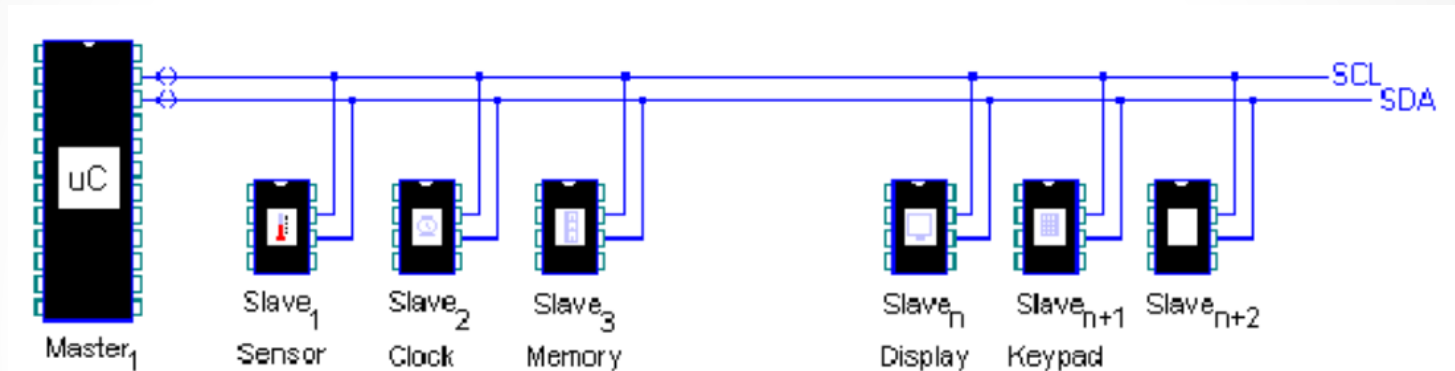 SCL
SDA
uC
Slave1 Slave2 Slave3 Slaven Slaven+1 Slaven+2
Master1 Sensor Clock Memory Display Keypad